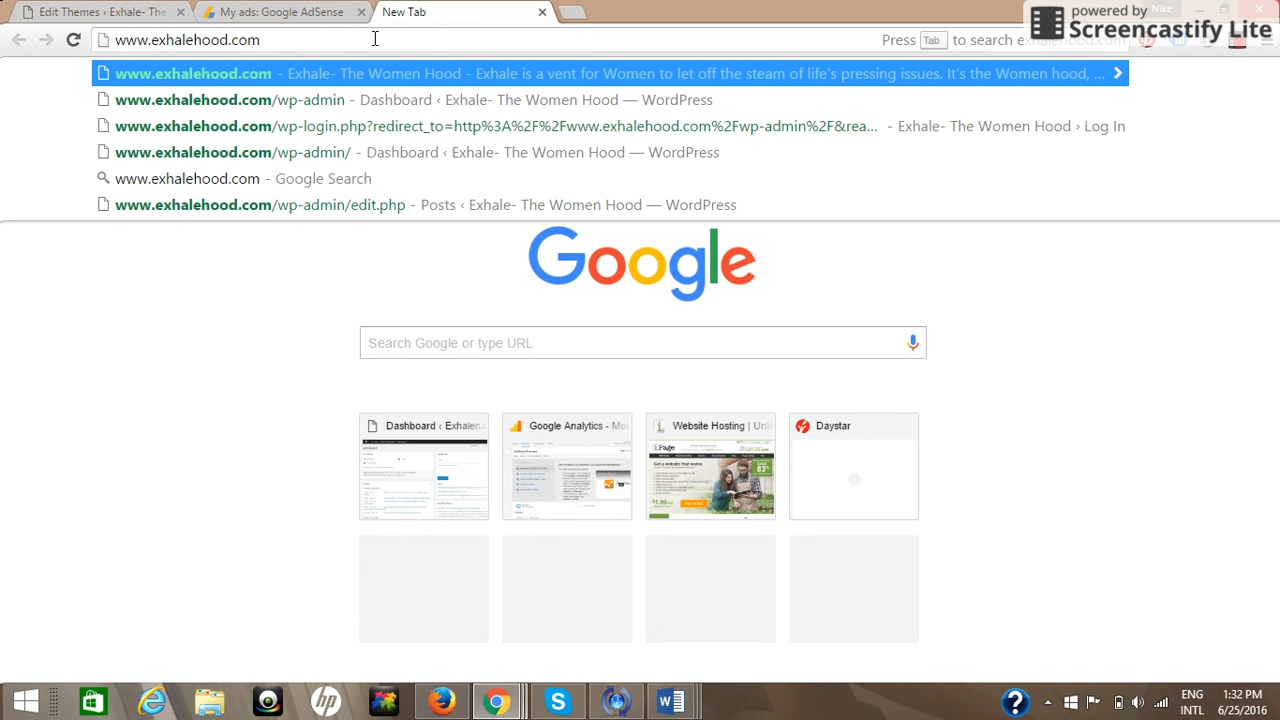 Edit Themes ‹ Exhale- The
My ads: Google AdSense
New Tab
Nike
powered by
Screencastify Lite
www.exhalehood.com
Press Tab to search exhalehood.com
www.exhalehood.com - Exhale- The Women Hood - Exhale is a vent for Women to let off the steam of life's pressing issues. It's the Women hood, ...
www.exhalehood.com/wp-admin - Dashboard ‹ Exhale- The Women Hood — WordPress
www.exhalehood.com/wp-login.php?redirect_to=http%3A%2F%2Fwww.exhalehood.com%2Fwp-admin%2F&rea... - Exhale- The Women Hood › Log In
www.exhalehood.com/wp-admin/ - Dashboard ‹ Exhale- The Women Hood — WordPress
www.exhalehood.com - Google Search
www.exhalehood.com/wp-admin/edit.php - Posts ‹ Exhale- The Women Hood — WordPress
Google
Search Google or type URL
Dashboard ‹ Exhalena
Google Analytics - Mo
Website Hosting | Unli
Daystar
ENG
1:32 PM
INTL
6/25/2016